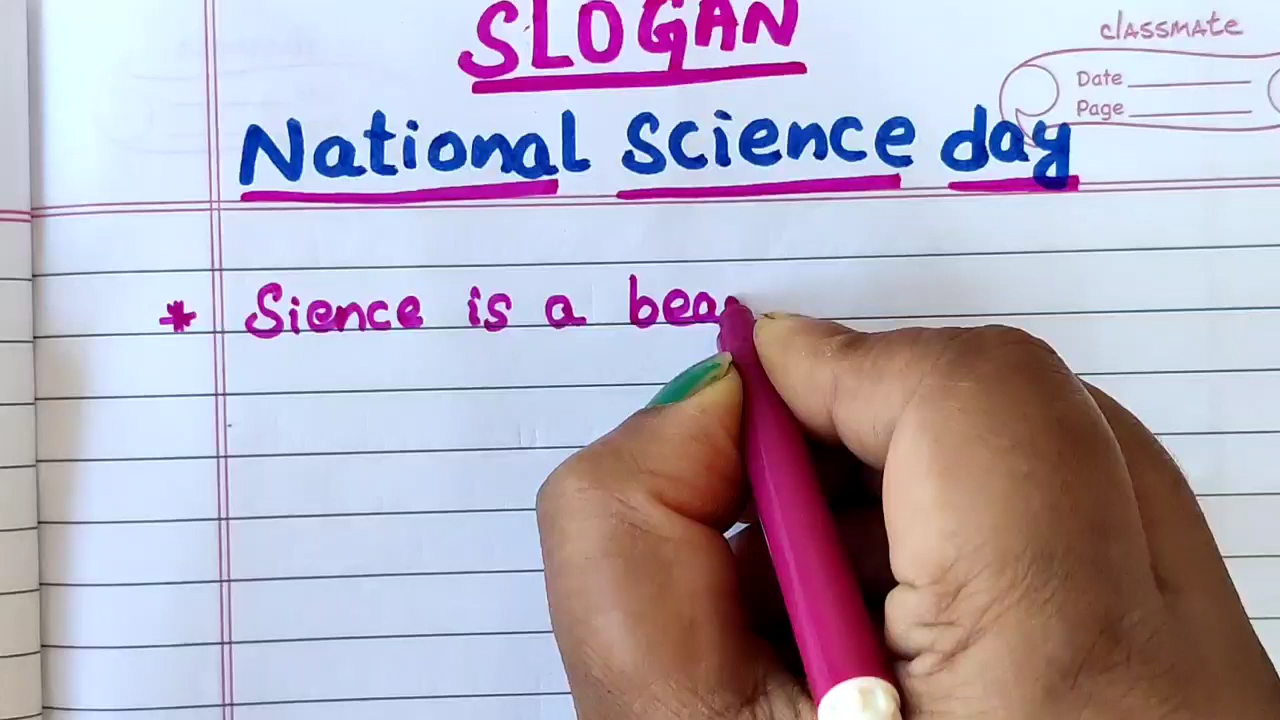 SLOGAN
classmate
Date
Page
National Science day
* Sience is a bea